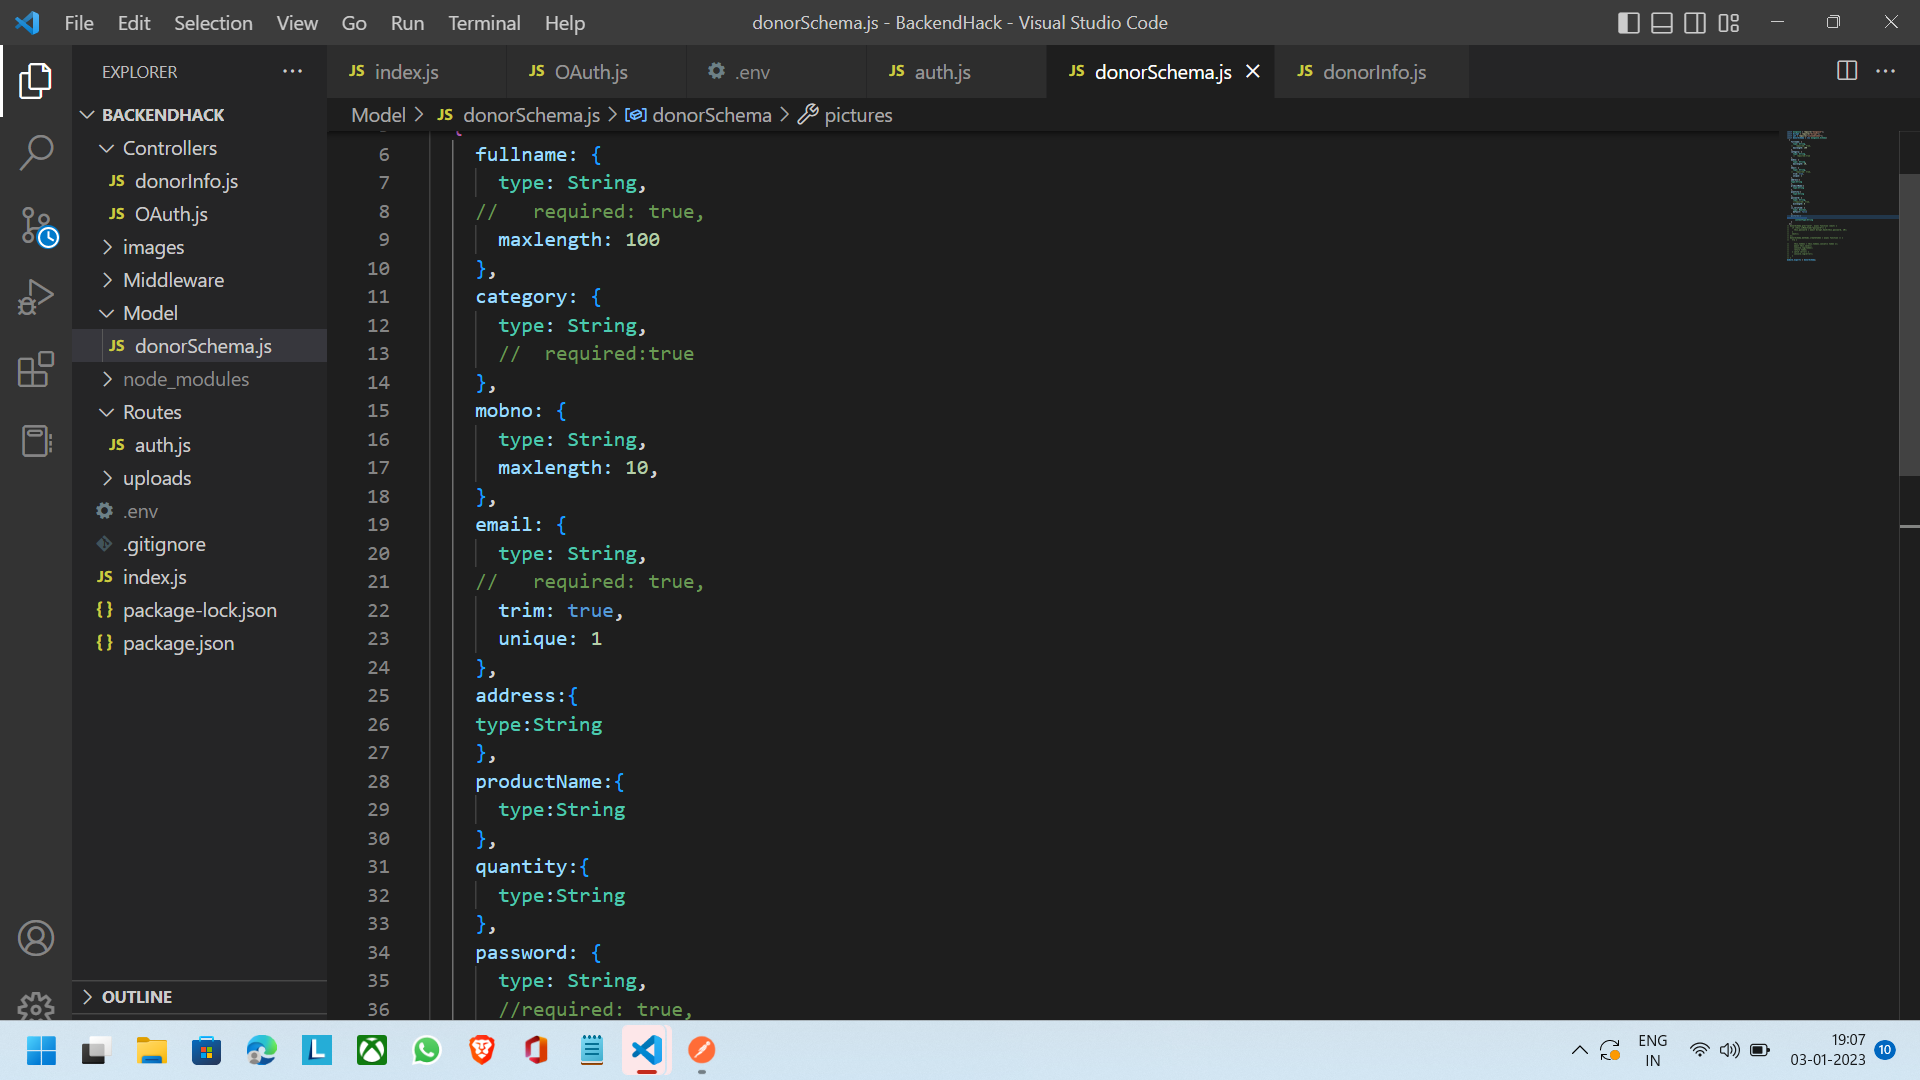 File Edit Selection View Go Run Terminal Help
donorSchema.js - BackendHack - Visual Studio Code
EXPLORER
BACKENDHACK
Controllers
JS donorInfo.js
JS OAuth.js
images
Middleware
Model
JS donorSchema.js
node_modules
Routes
JS auth.js
uploads
.env
.gitignore
JS index.js
{} package-lock.json
{} package.json
OUTLINE
JS index.js JS OAuth.js .env JS auth.js JS donorSchema.js JS donorInfo.js
Model > JS donorSchema.js > donorSchema > pictures
6 fullname: {
7 type: String,
8 // required: true,
9 maxlength: 100
10 },
11 category: {
12 type: String,
13 // required:true
14 },
15 mobno: {
16 type: String,
17 maxlength: 10,
18 },
19 email: {
20 type: String,
21 // required: true,
22 trim: true,
23 unique: 1
24 },
25 address:{
26 type:String
27 },
28 productName:{
29 type:String
30 },
31 quantity:{
32 type:String
33 },
34 password: {
35 type: String,
36 //required: true,
L
ENG
IN
19:07
03-01-2023
10